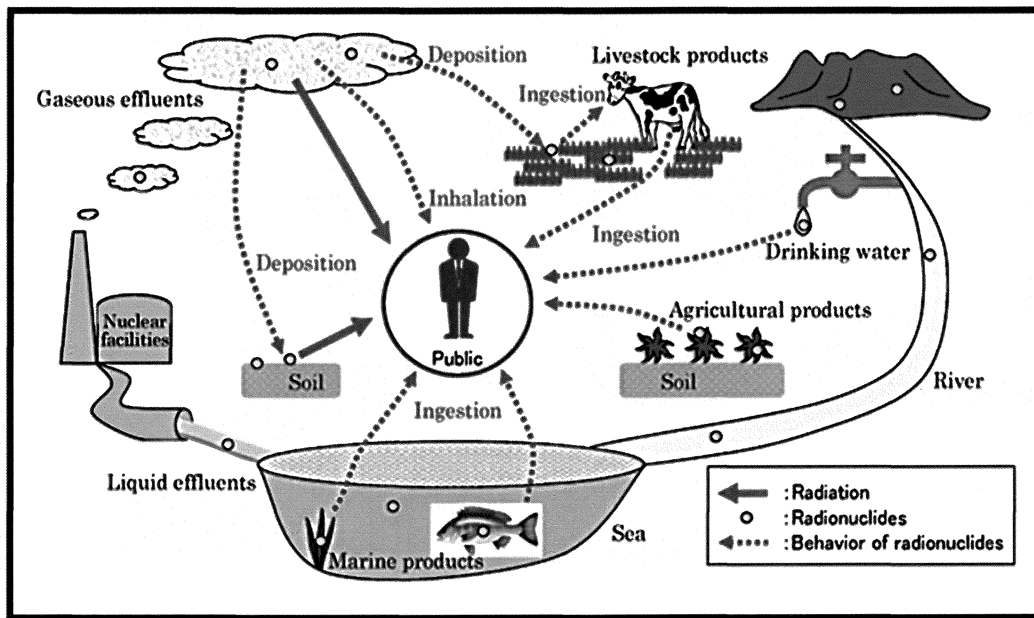 Deposition
Livestock products
Gaseous effluents
Ingestion
Inhalation
Ingestion
Deposition
Drinking water
Agricultural products
Nuclear
facilities
Public
Soil
Soil
River
Ingestion
Liquid effluents
Sea
Marine products
:Radiation
:Radionuclides
:Behavior of radionuclides